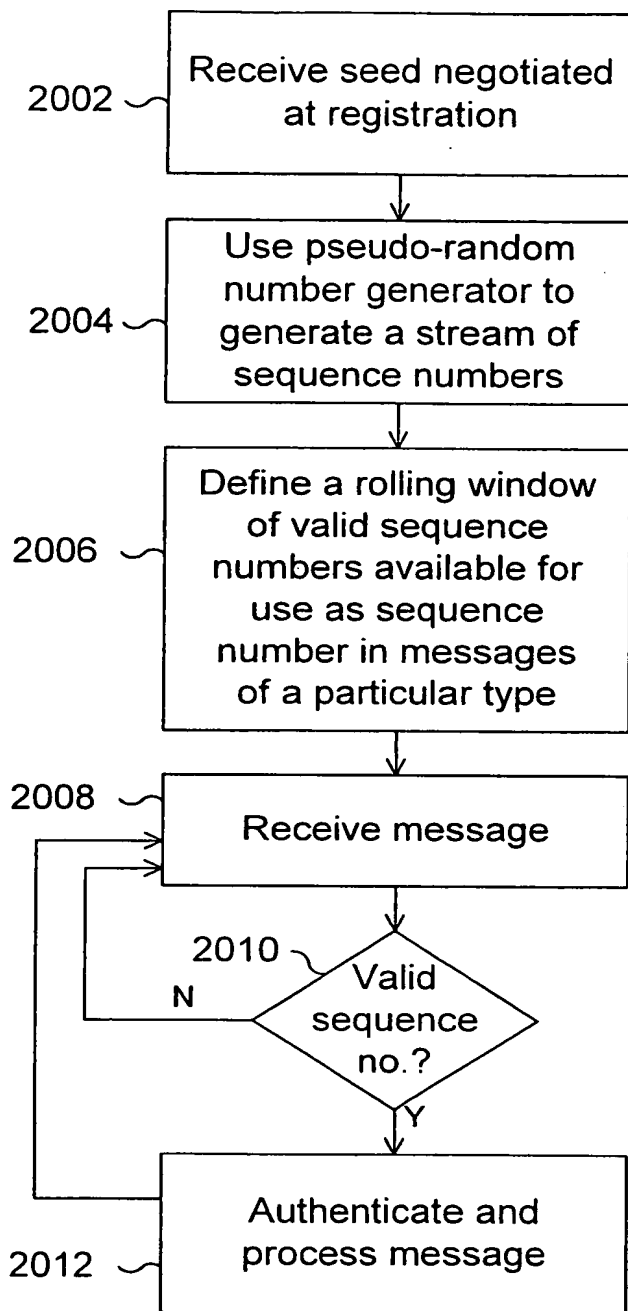 2002
Receive seed negotiated
at registration
2004
Use pseudo-random
number generator to
generate a stream of
sequence numbers
2006
Define a rolling window
of valid sequence
numbers available for
use as sequence
number in messages
of a particular type
2008
Receive message
2010
Valid
sequence
no.?
N
Y
2012
Authenticate and
process message